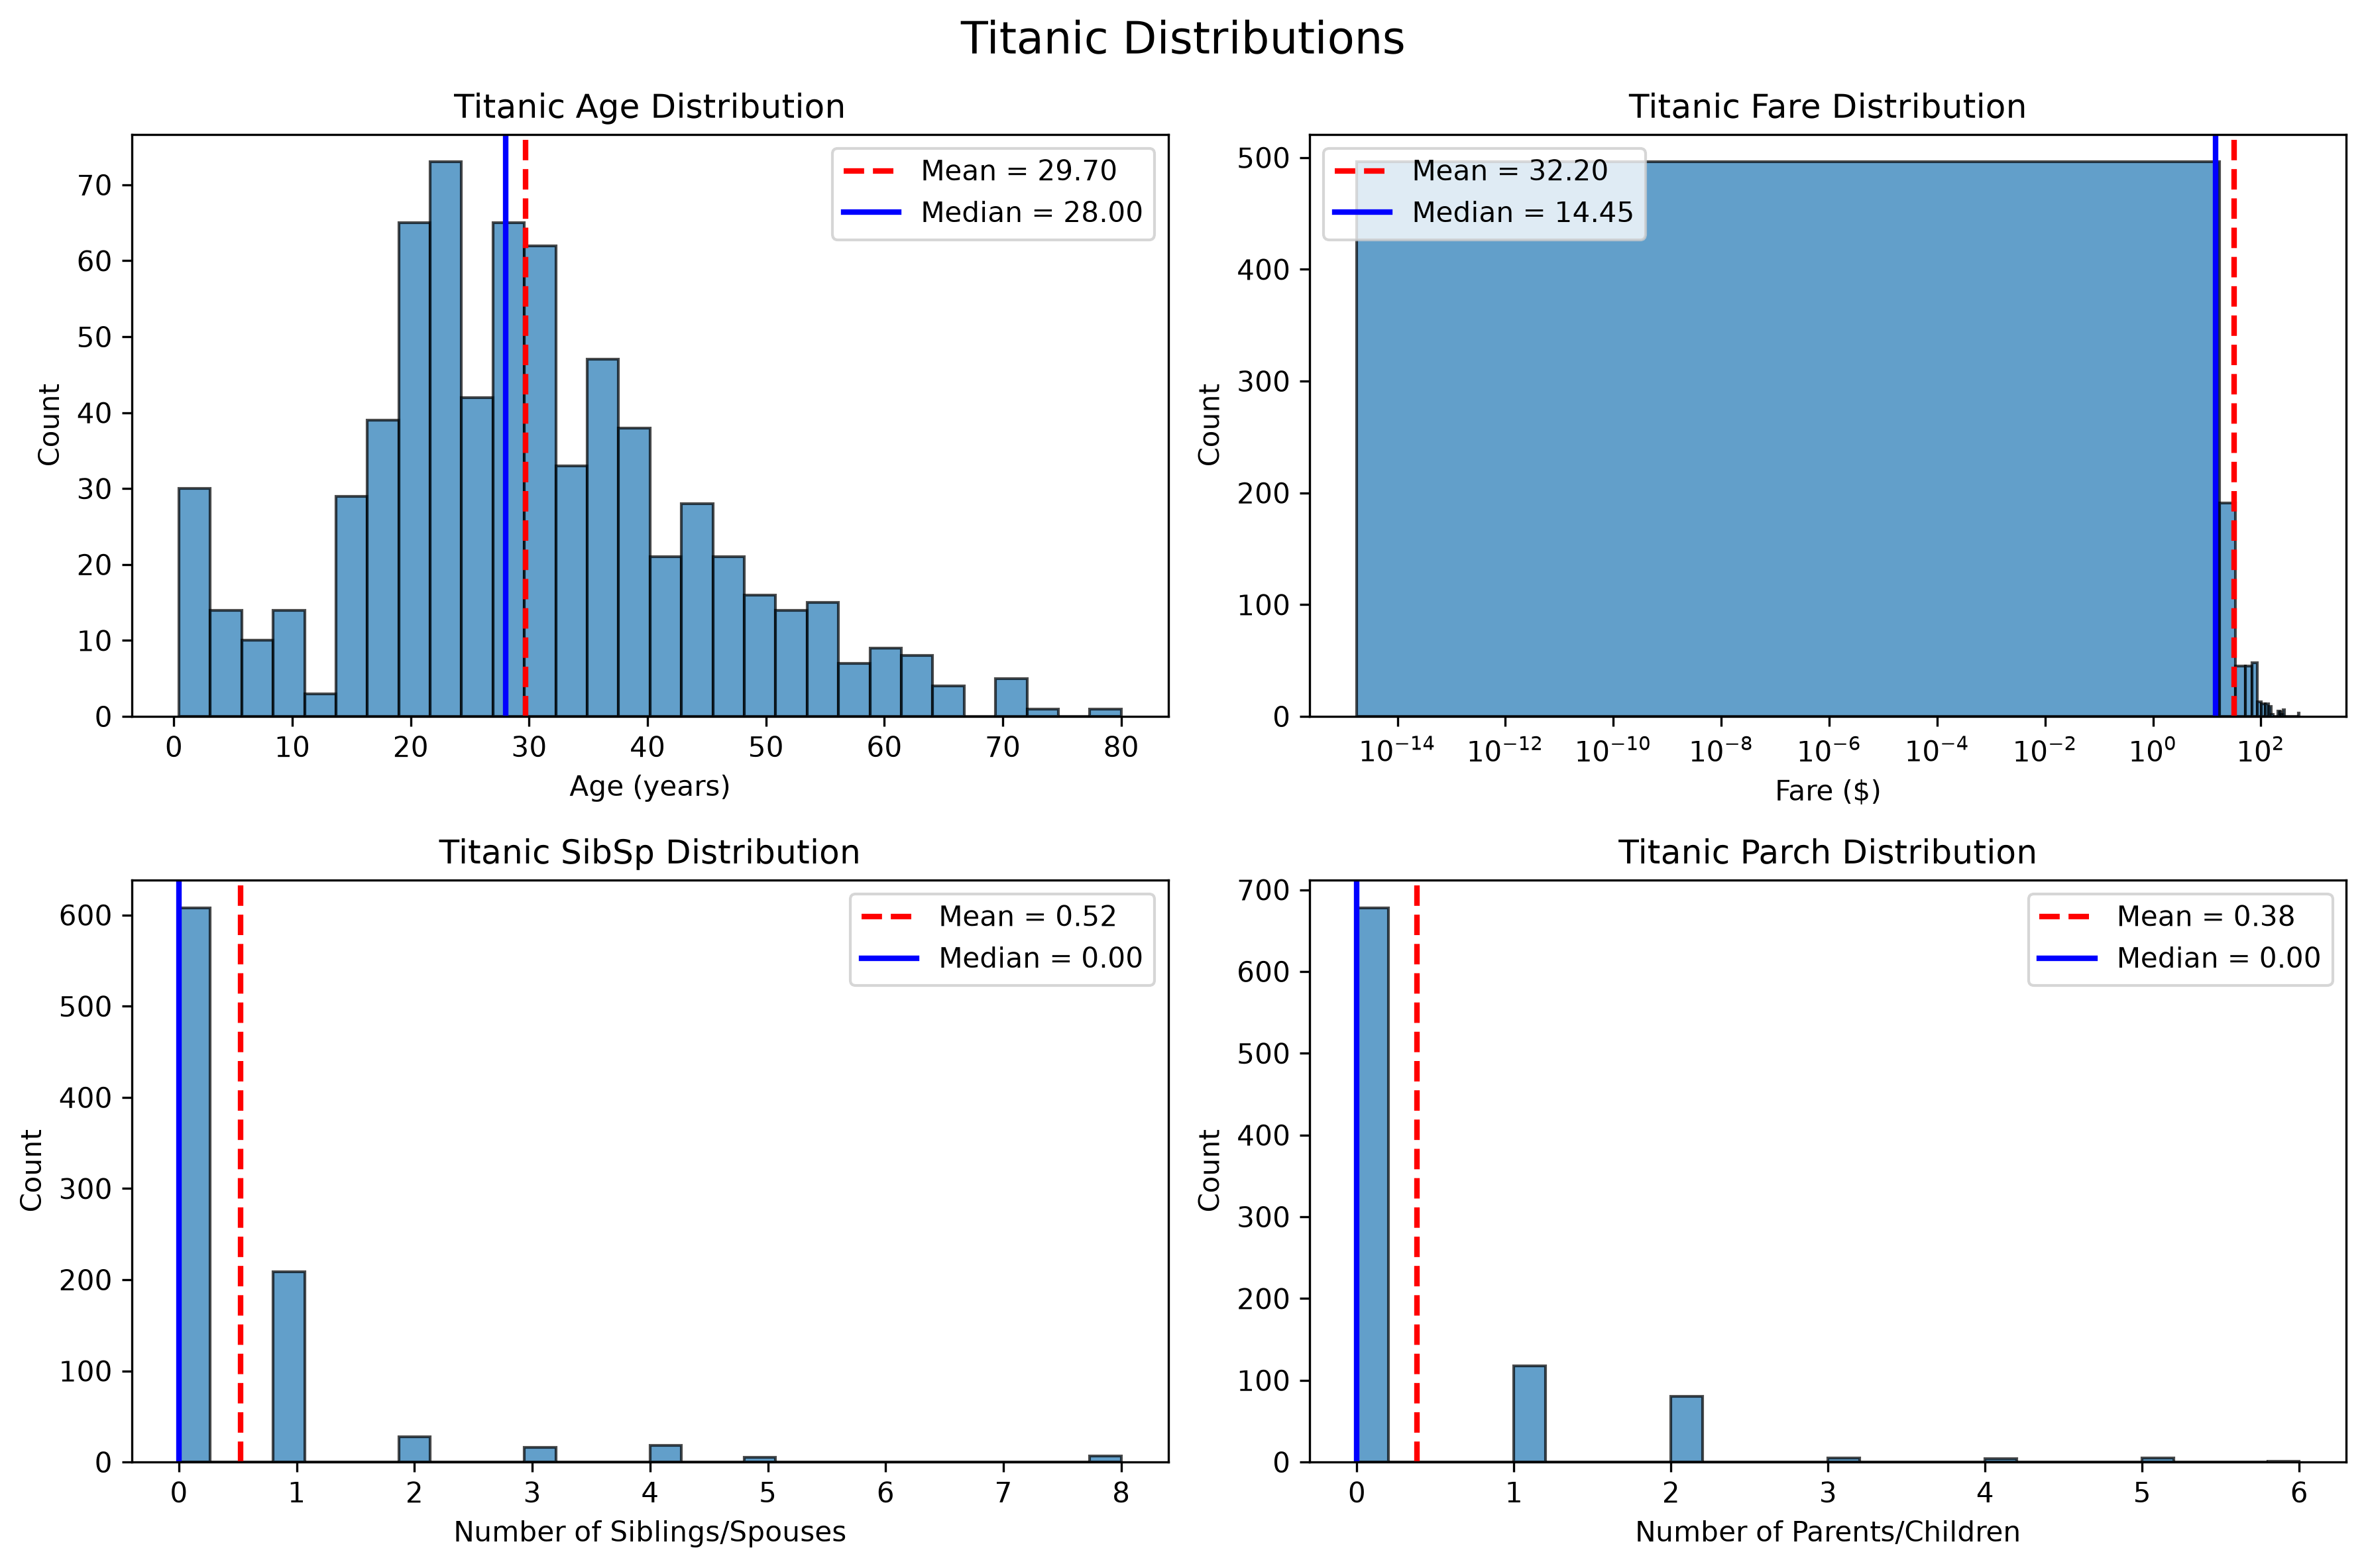 Titanic Distributions
Titanic Age Distribution
Mean = 29.70
Median = 28.00
Count
0
10
20
30
40
50
60
70
0 10 20 30 40 50 60 70 80
Age (years)
Titanic Fare Distribution
Mean = 32.20
Median = 14.45
Count
500
400
300
200
100
0
10⁻¹⁴ 10⁻¹² 10⁻¹⁰ 10⁻⁸ 10⁻⁶ 10⁻⁴ 10⁻² 10⁰ 10²
Fare ($)
Titanic SibSp Distribution
Mean = 0.52
Median = 0.00
Count
600
500
400
300
200
100
0
0 1 2 3 4 5 6 7 8
Number of Siblings/Spouses
Titanic Parch Distribution
Mean = 0.38
Median = 0.00
Count
700
600
500
400
300
200
100
0
0 1 2 3 4 5 6
Number of Parents/Children